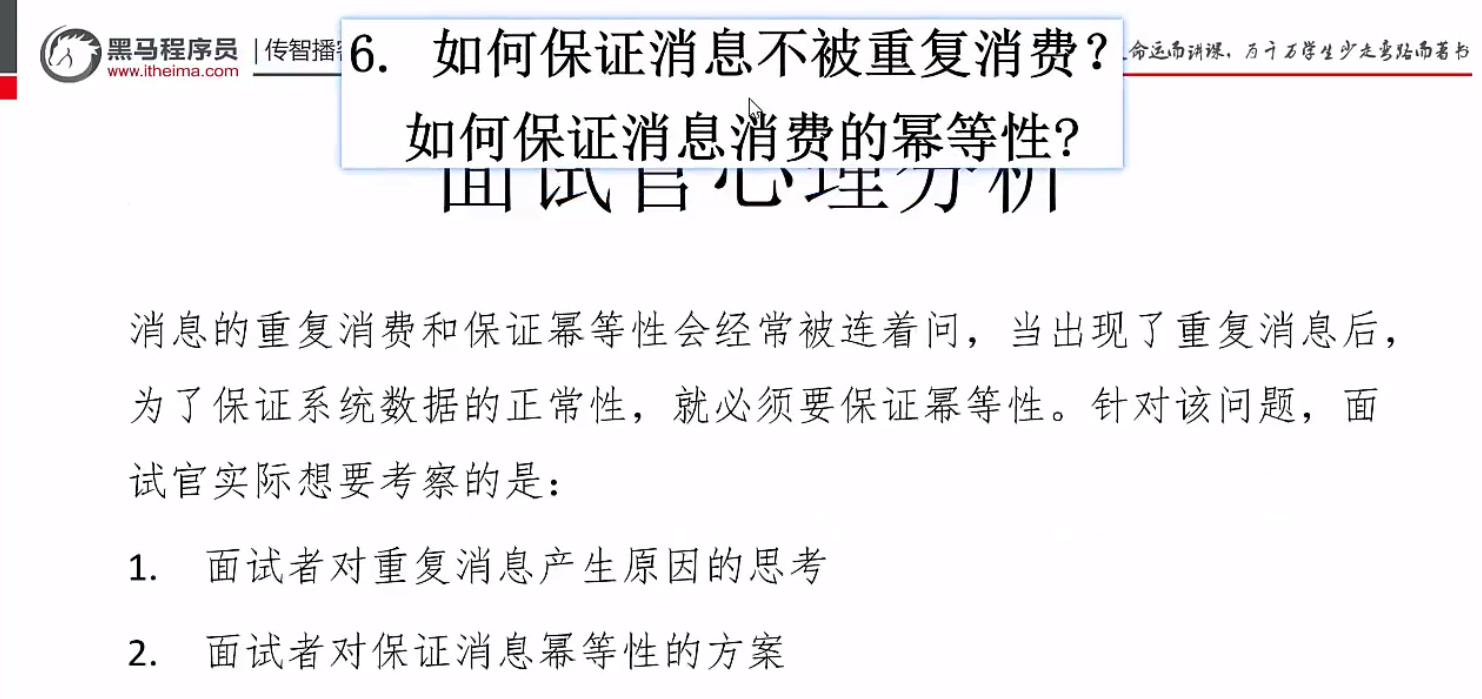 黑马程序员
www.itheima.com
传智播
6. 如何保证消息不被重复消费？
如何保证消息消费的幂等性?
命运而讲课，为千万学生少走弯路而著书
面试官心理分析
消息的重复消费和保证幂等性会经常被连着问，当出现了重复消息后，
为了保证系统数据的正常性，就必须要保证幂等性。针对该问题，面
试官实际想要考察的是：
1. 面试者对重复消息产生原因的思考
2. 面试者对保证消息幂等性的方案